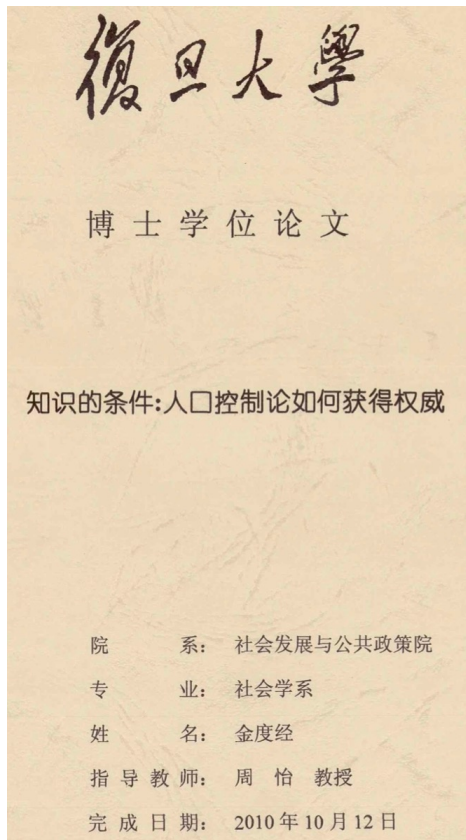 復旦大學
博士学位论文
知识的条件:人口控制论如何获得权威
院 系： 社会发展与公共政策院
专 业： 社会学系
姓 名： 金度经
指导教师： 周 怡 教授
完成日期： 2010年10月12日